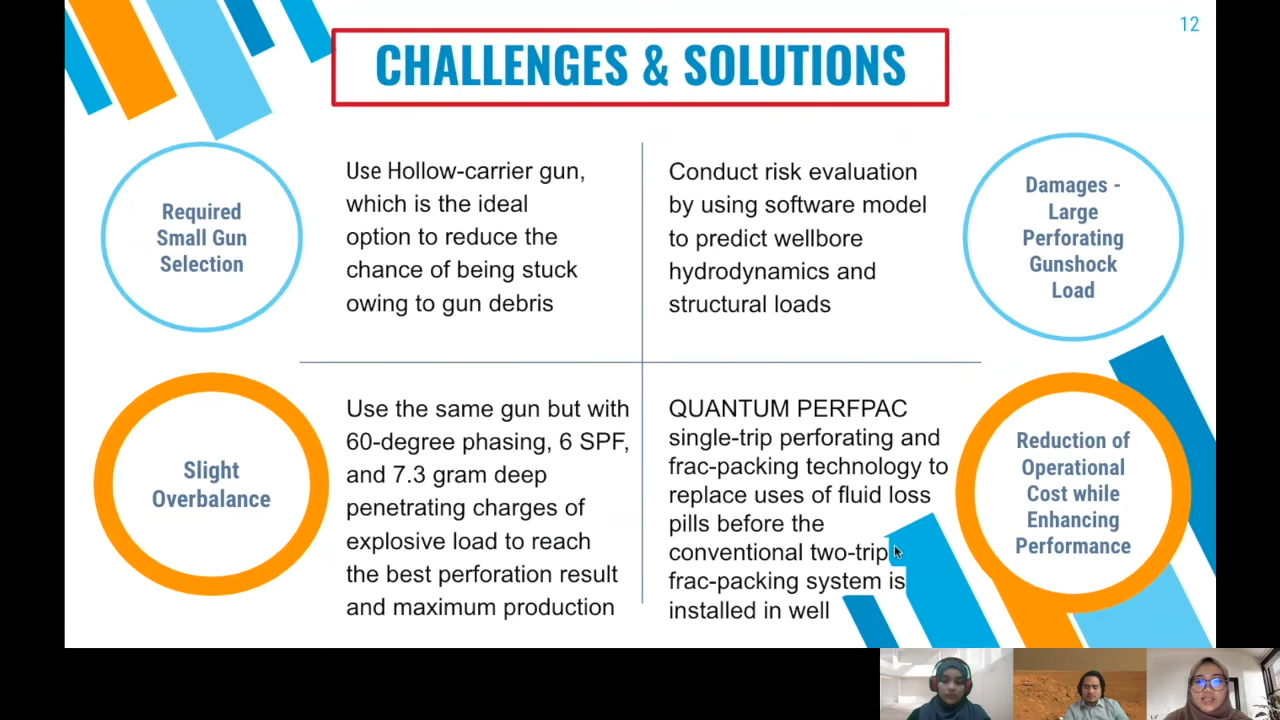 12
CHALLENGES & SOLUTIONS
Required
Small Gun
Selection
Use Hollow-carrier gun,
which is the ideal
option to reduce the
chance of being stuck
owing to gun debris
Conduct risk evaluation
by using software model
to predict wellbore
hydrodynamics and
structural loads
Damages -
Large
Perforating
Gunshock
Load
Slight
Overbalance
Use the same gun but with
60-degree phasing, 6 SPF,
and 7.3 gram deep
penetrating charges of
explosive load to reach
the best perforation result
and maximum production
QUANTUM PERFPAC
single-trip perforating and
frac-packing technology to
replace uses of fluid loss
pills before the
conventional two-trip
frac-packing system is
installed in well
Reduction of
Operational
Cost while
Enhancing
Performance